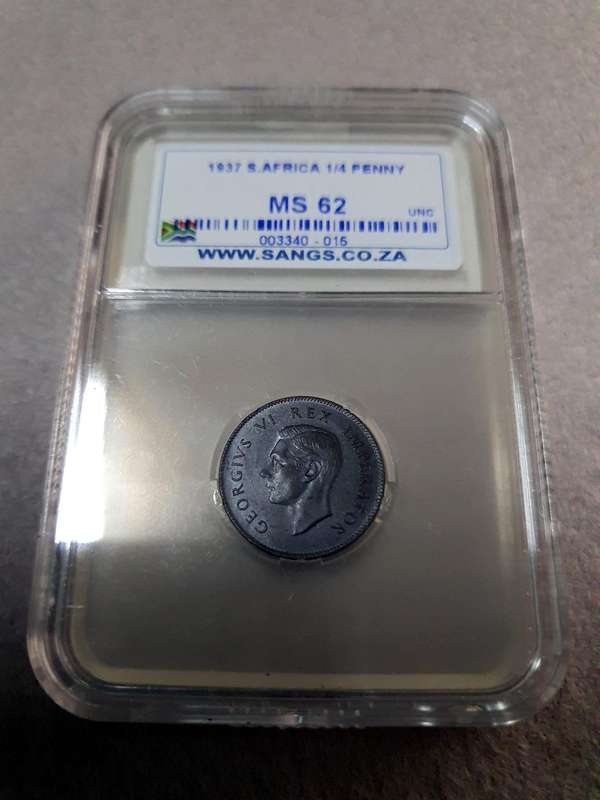 1937 S.AFRICA 1/4 PENNY
MS 62
UNC
003340 - 015
WWW.SANGS.CO.ZA
GEORGIVS VI REX IMPERATOR